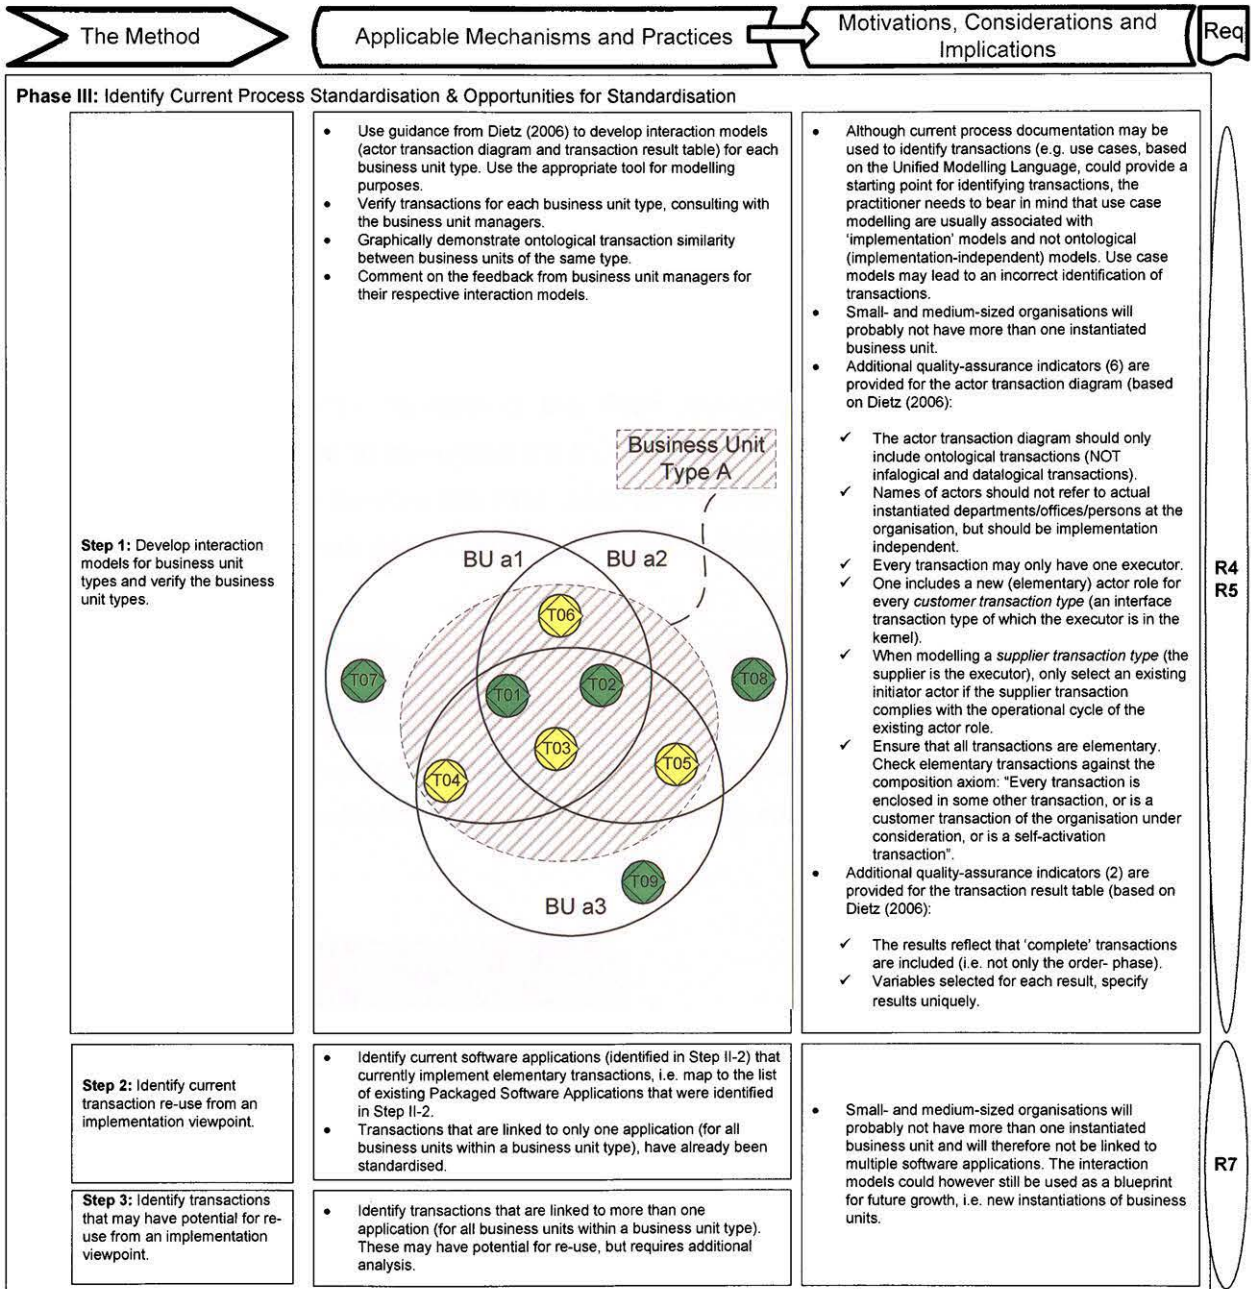 The Method
Applicable Mechanisms and Practices
Motivations, Considerations and
Implications
Req
Phase III: Identify Current Process Standardisation & Opportunities for Standardisation
Step 1: Develop interaction
models for business unit
types and verify the business
unit types.
• Use guidance from Dietz (2006) to develop interaction models
(actor transaction diagram and transaction result table) for each
business unit type. Use the appropriate tool for modelling
purposes.
• Verify transactions for each business unit type, consulting with
the business unit managers.
• Graphically demonstrate ontological transaction similarity
between business units of the same type.
• Comment on the feedback from business unit managers for
their respective interaction models.
Business Unit
Type A
BU a1
BU a2
T06
T07
T01
T02
T08
T03
T04
T05
T09
BU a3
• Although current process documentation may be
used to identify transactions (e.g. use cases, based
on the Unified Modelling Language, could provide a
starting point for identifying transactions, the
practitioner needs to bear in mind that use case
modelling are usually associated with
'implementation' models and not ontological
(implementation-independent) models. Use case
models may lead to an incorrect identification of
transactions.
• Small- and medium-sized organisations will
probably not have more than one instantiated
business unit.
• Additional quality-assurance indicators (6) are
provided for the actor transaction diagram (based
on Dietz (2006):
✓ The actor transaction diagram should only
include ontological transactions (NOT
infalogical and datalogical transactions).
✓ Names of actors should not refer to actual
instantiated departments/offices/persons at the
organisation, but should be implementation
independent.
✓ Every transaction may only have one executor.
✓ One includes a new (elementary) actor role for
every customer transaction type (an interface
transaction type of which the executor is in the
kernel).
✓ When modelling a supplier transaction type (the
supplier is the executor), only select an existing
initiator actor if the supplier transaction
complies with the operational cycle of the
existing actor role.
✓ Ensure that all transactions are elementary.
Check elementary transactions against the
composition axiom: "Every transaction is
enclosed in some other transaction, or is a
customer transaction of the organisation under
consideration, or is a self-activation
transaction".
• Additional quality-assurance indicators (2) are
provided for the transaction result table (based on
Dietz (2006):
✓ The results reflect that 'complete' transactions
are included (i.e. not only the order- phase).
✓ Variables selected for each result, specify
results uniquely.
R4
R5
Step 2: Identify current
transaction re-use from an
implementation viewpoint.
• Identify current software applications (identified in Step II-2) that
currently implement elementary transactions, i.e. map to the list
of existing Packaged Software Applications that were identified
in Step II-2.
• Transactions that are linked to only one application (for all
business units within a business unit type), have already been
standardised.
• Small- and medium-sized organisations will
probably not have more than one instantiated
business unit and will therefore not be linked to
multiple software applications. The interaction
models could however still be used as a blueprint
for future growth, i.e. new instantiations of business
units.
R7
Step 3: Identify transactions
that may have potential for re-
use from an implementation
viewpoint.
• Identify transactions that are linked to more than one
application (for all business units within a business unit type).
These may have potential for re-use, but requires additional
analysis.